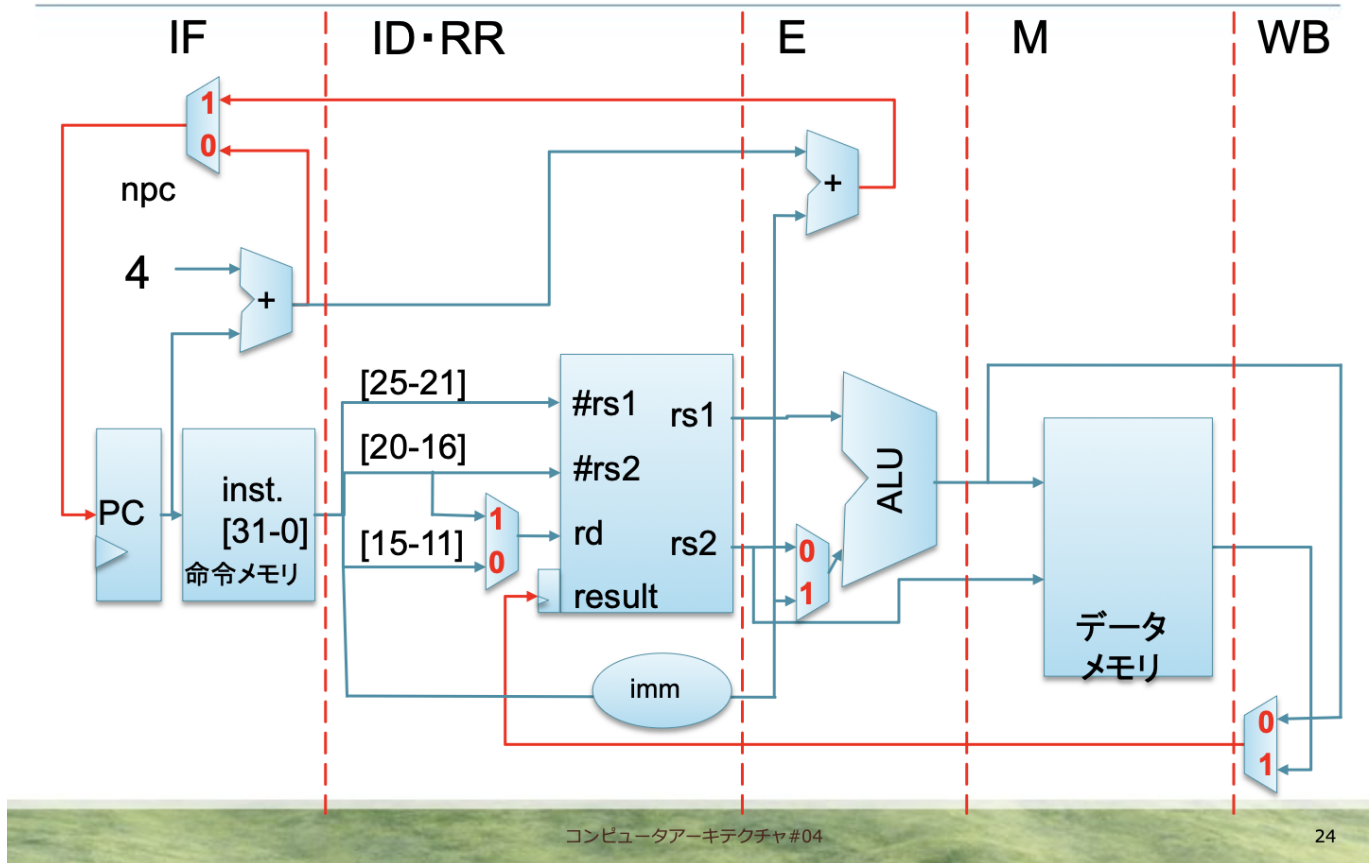 IF
ID・RR
E
M
WB
1
0
npc
4
+
+
[25-21]
[20-16]
[15-11]
1
0
#rs1
#rs2
rd
result
rs1
rs2
PC
inst.
[31-0]
命令メモリ
imm
0
1
ALU
データ
メモリ
0
1
コンピュータアーキテクチャ#04
24